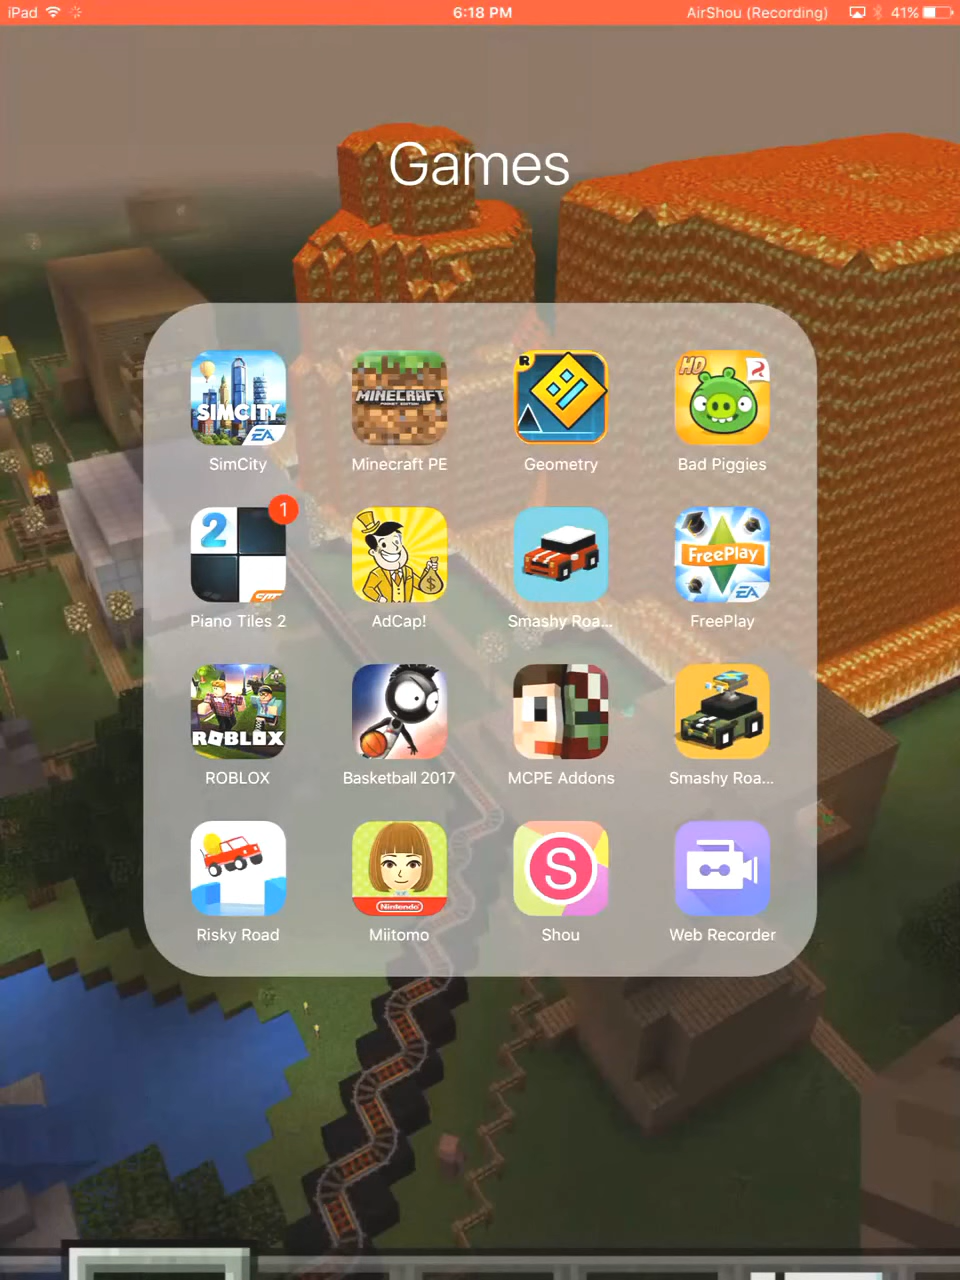 iPad 6:18 PM AirShou (Recording) 41%
Games
SIMCITY
EA
MINECRAFT
POCKET EDITION
R
HD
SimCity Minecraft PE Geometry Bad Piggies
2
1
$
FreePlay
EA
Piano Tiles 2 AdCap! Smashy Roa... FreePlay
ROBLOX
ROBLOX Basketball 2017 MCPE Addons Smashy Roa...
Nintendo
S
Risky Road Miitomo Shou Web Recorder